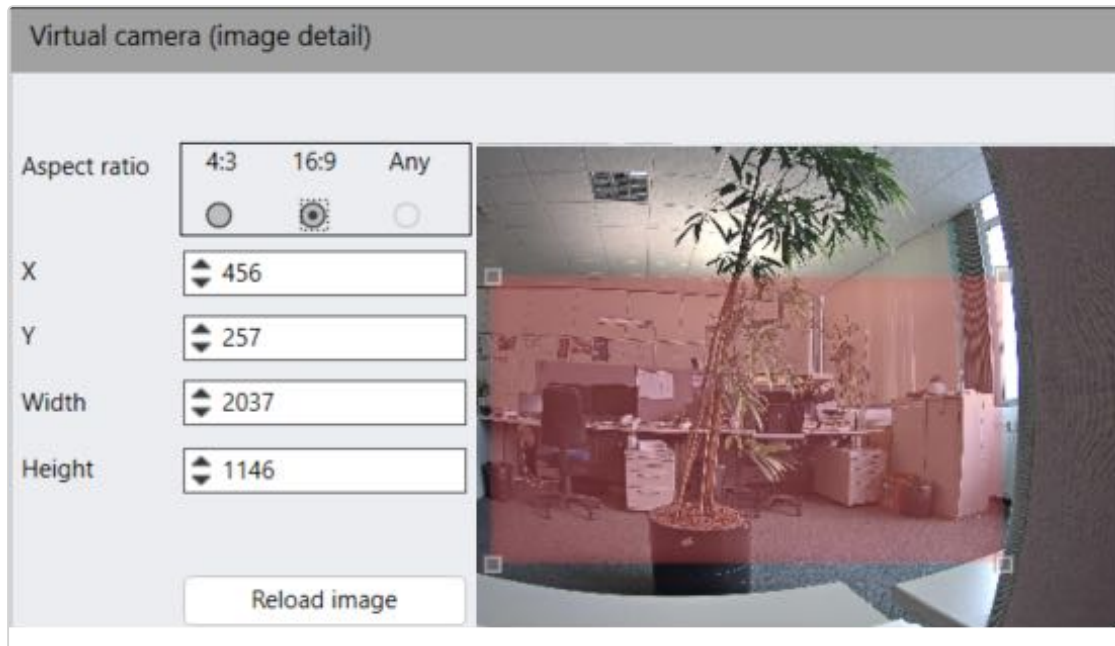 Virtual camera (image detail)
Aspect ratio 4:3 16:9 Any
X 456
Y 257
Width 2037
Height 1146
Reload image